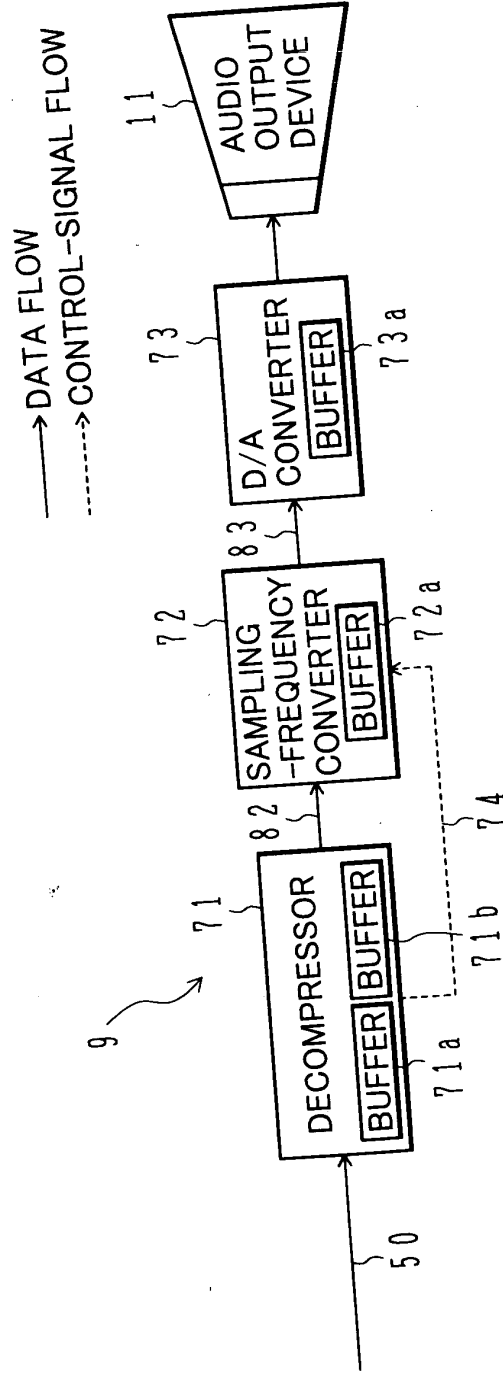 DATA FLOW
CONTROL-SIGNAL FLOW
9
50
71
DECOMPRESSOR
BUFFER
BUFFER
71a
71b
82
74
72
SAMPLING
-FREQUENCY
CONVERTER
BUFFER
72a
83
73
D/A
CONVERTER
BUFFER
73a
11
AUDIO
OUTPUT
DEVICE